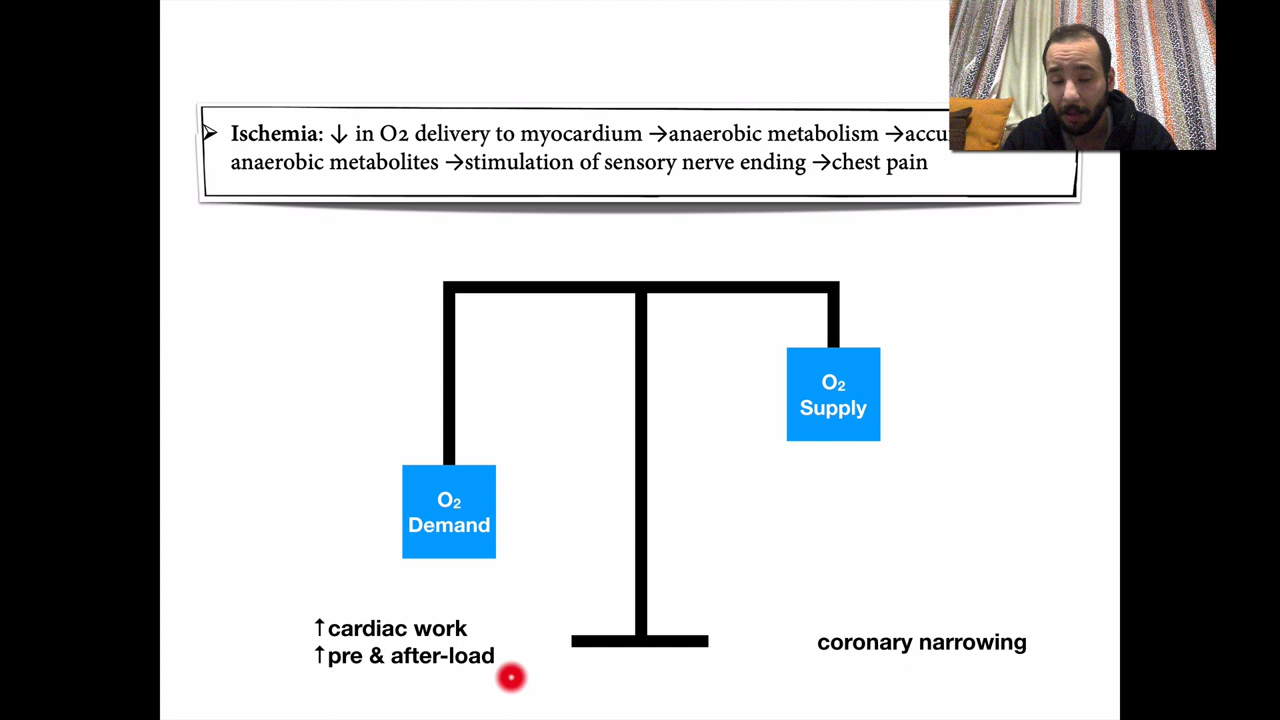 ➢ Ischemia: ↓ in O2 delivery to myocardium →anaerobic metabolism →
anaerobic metabolites →stimulation of sensory nerve ending →chest pain
O₂
Supply
O₂
Demand
↑cardiac work
↑pre & after-load
coronary narrowing